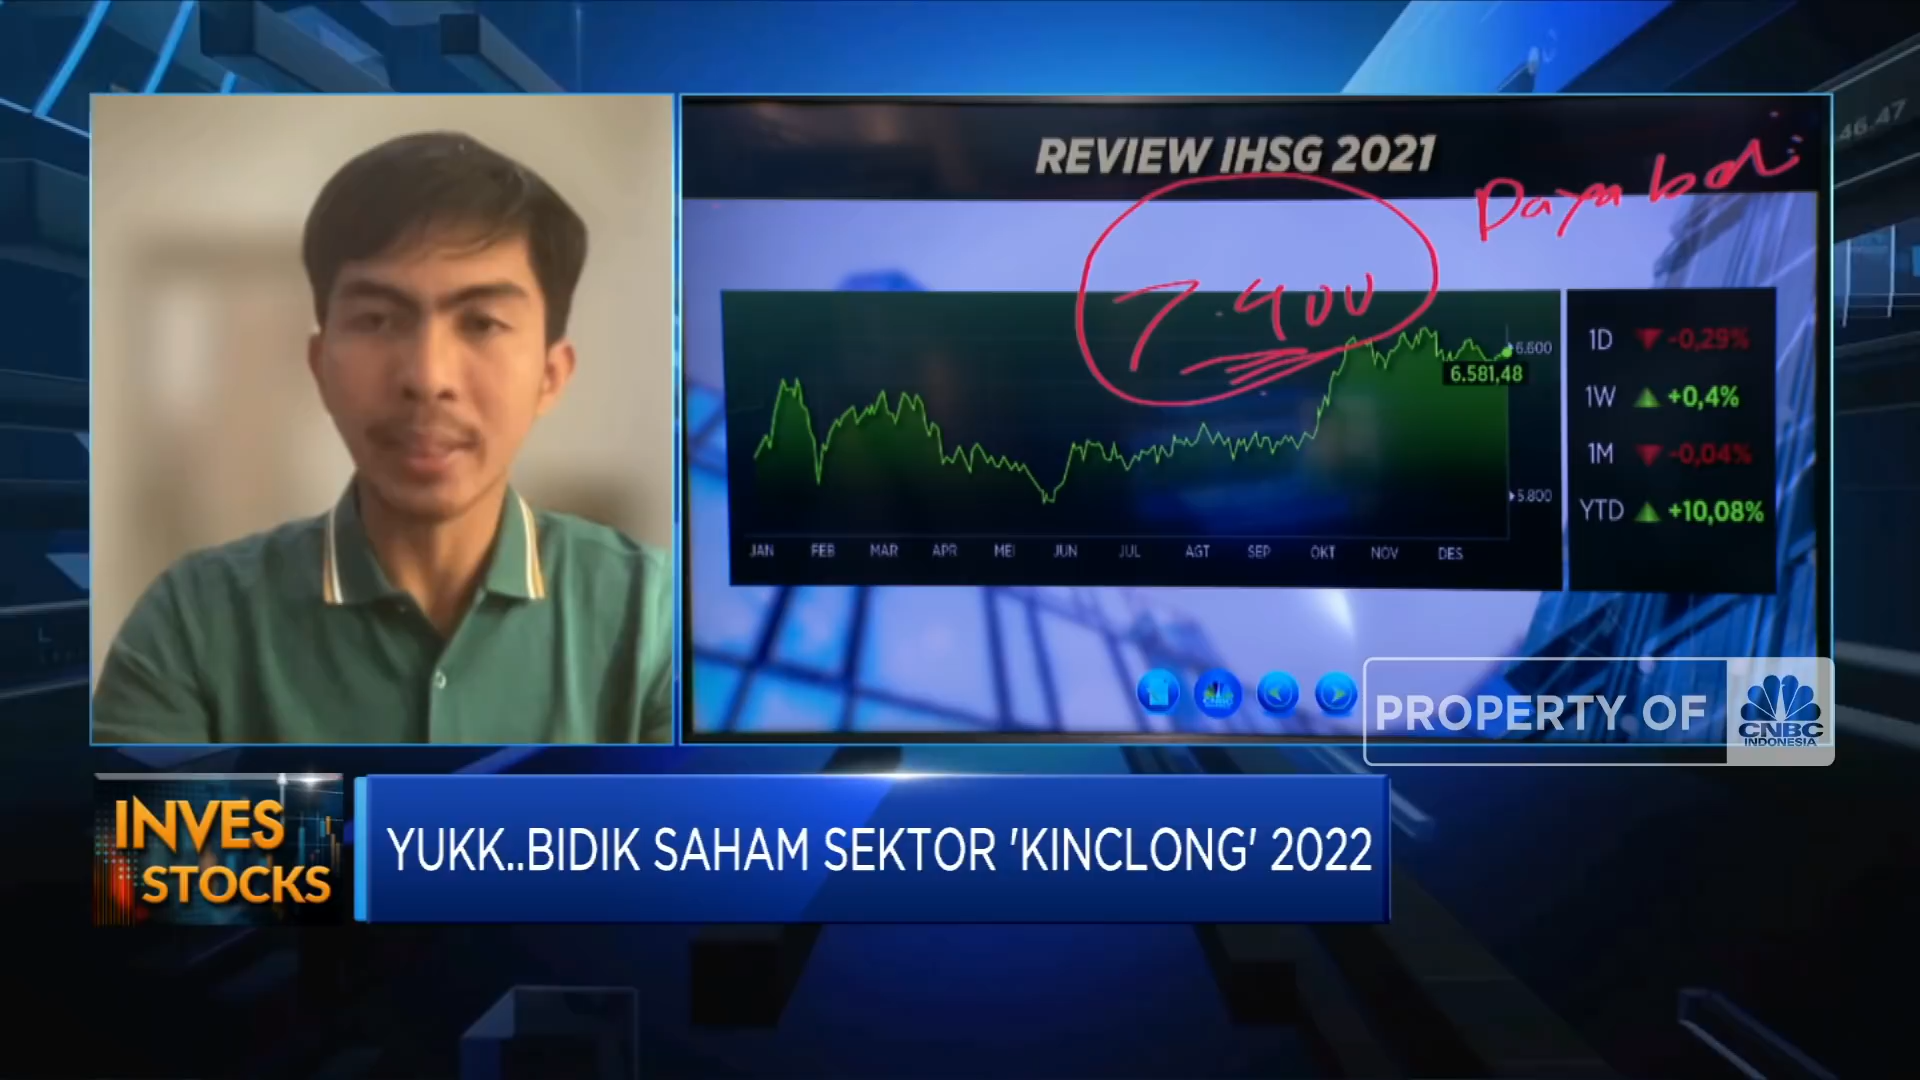 REVIEW IHSG 2021
Daya bel
7.400
6.600
6.581,48
5.800
JAN FEB MAR APR MEI JUN JUL AGT SEP OKT NOV DES
1D -0,29%
1W +0,4%
1M -0,04%
YTD +10,08%
46.47
PROPERTY OF CNBC
INDONESIA
INVES
STOCKS
YUKK..BIDIK SAHAM SEKTOR 'KINCLONG' 2022